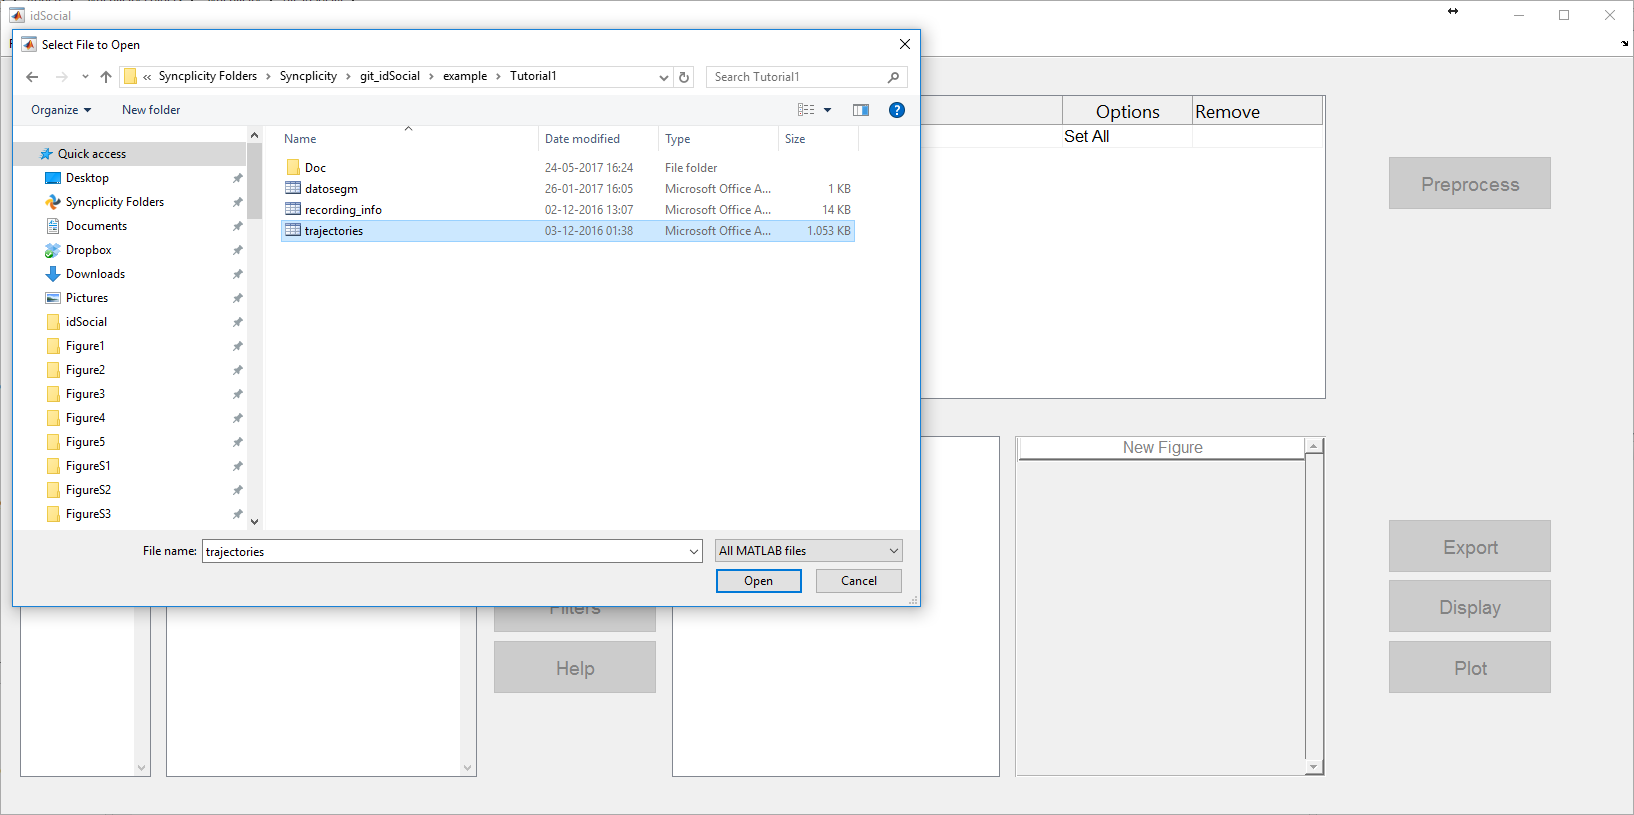 idSocial
Select File to Open
« Syncplicity Folders › Syncplicity › git_idSocial › example › Tutorial1
Search Tutorial1
Organize
New folder
Options
Remove
Set All
Name
Date modified
Type
Size
Quick access
Desktop
Syncplicity Folders
Documents
Dropbox
Downloads
Pictures
idSocial
Figure1
Figure2
Figure3
Figure4
Figure5
FigureS1
FigureS2
FigureS3
Doc 24-05-2017 16:24 File folder
datosegm 26-01-2017 16:05 Microsoft Office A... 1 KB
recording_info 02-12-2016 13:07 Microsoft Office A... 14 KB
trajectories 03-12-2016 01:38 Microsoft Office A... 1.053 KB
Preprocess
New Figure
File name: trajectories
All MATLAB files
Open
Cancel
Export
Filters
Display
Help
Plot